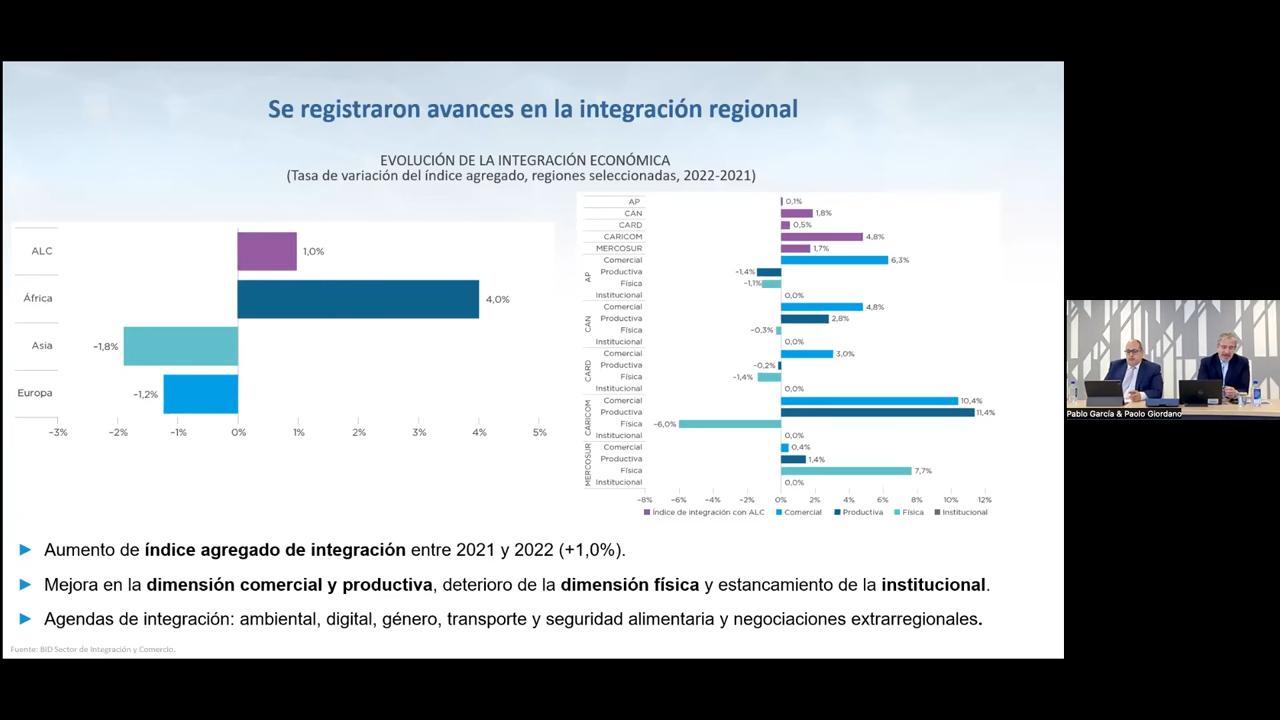 Se registraron avances en la integración regional
EVOLUCIÓN DE LA INTEGRACIÓN ECONÓMICA
(Tasa de variación del índice agregado, regiones seleccionadas, 2022-2021)
ALC
1,0%
África
4,0%
Asia
−1,8%
Europa
−1,2%
−3%
−2%
−1%
0%
1%
2%
3%
4%
5%
AP
0,1%
CAN
1,8%
CARD
0,5%
CARICOM
4,8%
MERCOSUR
1,7%
AP
Comercial
6,3%
Productiva
−1,4%
Física
−1,1%
Institucional
0,0%
CAN
Comercial
4,8%
Productiva
2,8%
Física
−0,3%
Institucional
0,0%
CARD
Comercial
3,0%
Productiva
−0,2%
Física
−1,4%
Institucional
0,0%
CARICOM
Comercial
10,4%
Productiva
11,4%
Física
−6,0%
Institucional
0,0%
MERCOSUR
Comercial
0,4%
Productiva
1,4%
Física
7,7%
Institucional
0,0%
−8%
−6%
−4%
−2%
0%
2%
4%
6%
8%
10%
12%
Índice de integración con ALC
Comercial
Productiva
Física
Institucional
Aumento de índice agregado de integración entre 2021 y 2022 (+1,0%).
Mejora en la dimensión comercial y productiva, deterioro de la dimensión física y estancamiento de la institucional.
Agendas de integración: ambiental, digital, género, transporte y seguridad alimentaria y negociaciones extrarregionales.
Fuente: BID Sector de Integración y Comercio.
Pablo García & Paolo Giordano